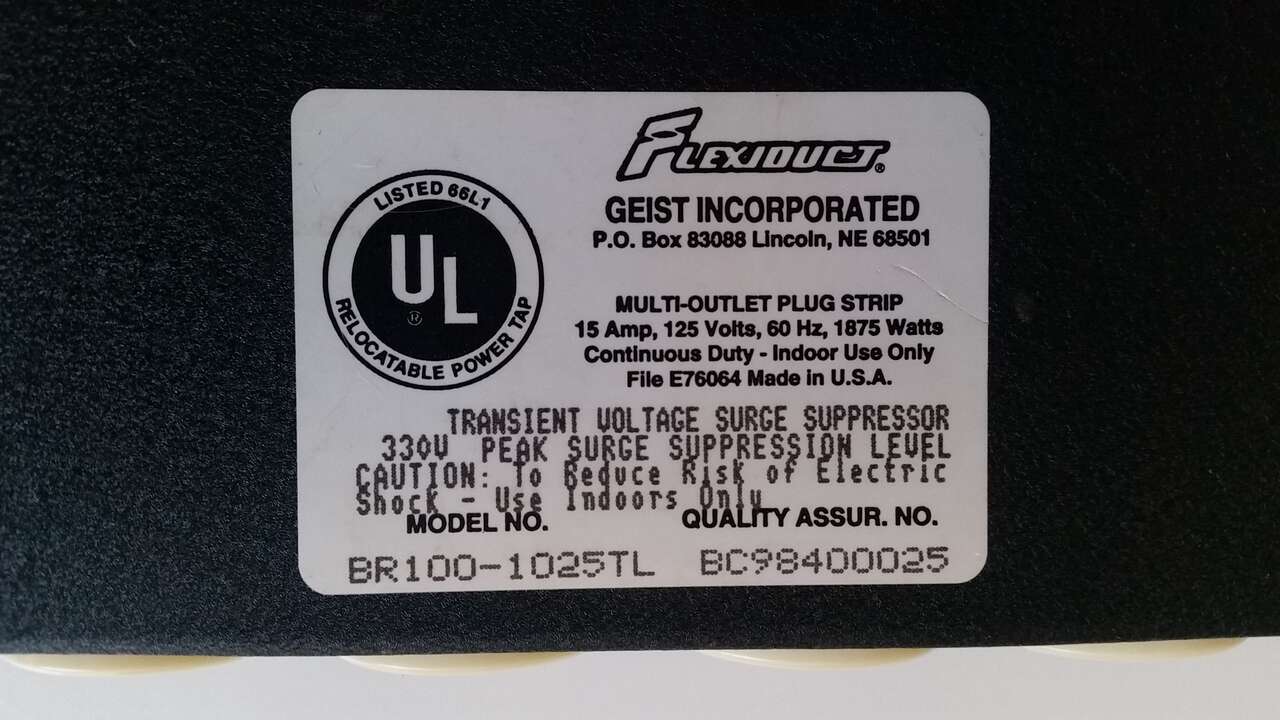 FLEXIDUCT®
GEIST INCORPORATED
P.O. Box 83088 Lincoln, NE 68501
LISTED 66L1
UL
®
RELOCATABLE POWER TAP
MULTI-OUTLET PLUG STRIP
15 Amp, 125 Volts, 60 Hz, 1875 Watts
Continuous Duty - Indoor Use Only
File E76064 Made in U.S.A.
TRANSIENT VOLTAGE SURGE SUPPRESSOR
330V PEAK SURGE SUPPRESSION LEVEL
CAUTION: To Reduce Risk of Electric
Shock - Use Indoors Only
MODEL NO. QUALITY ASSUR. NO.
BR100-1025TL BC98400025